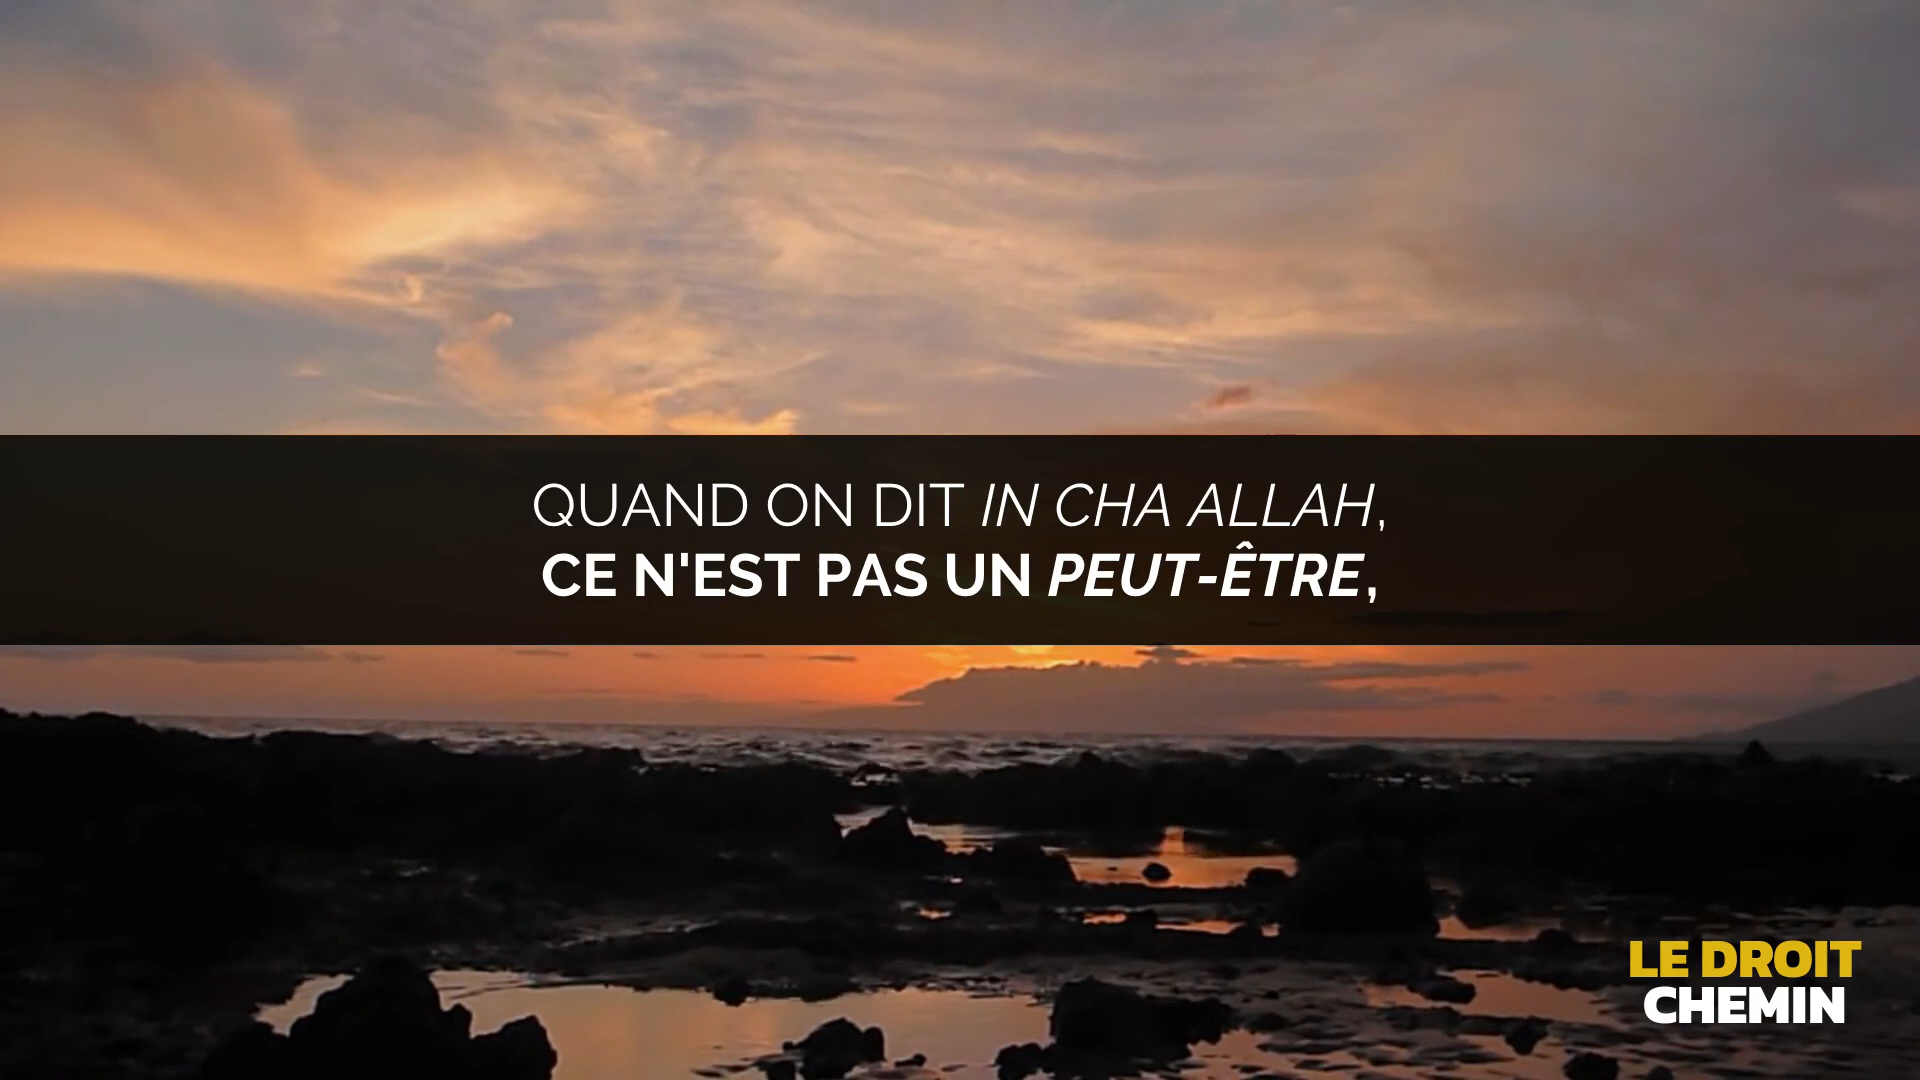 QUAND ON DIT IN CHA ALLAH,
CE N'EST PAS UN PEUT-ÊTRE,
LE DROIT
CHEMIN